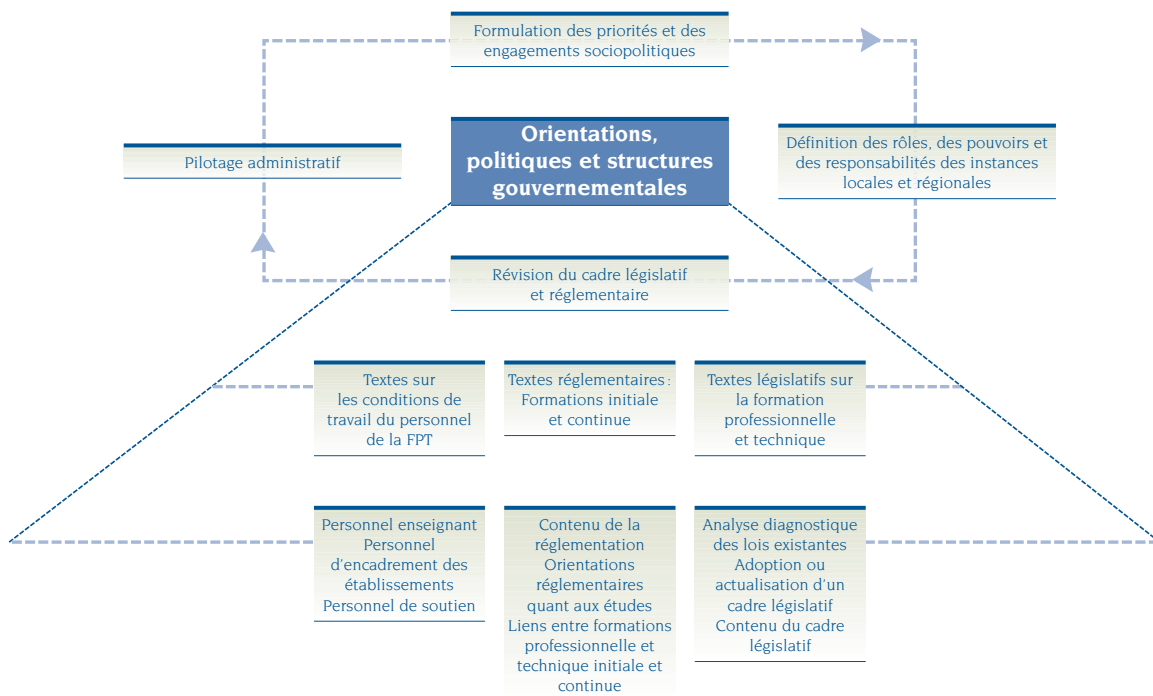 Formulation des priorités et des
engagements sociopolitiques
Orientations,
politiques et structures
gouvernementales
Pilotage administratif
Définition des rôles, des pouvoirs et
des responsabilités des instances
locales et régionales
Révision du cadre législatif
et réglementaire
Textes sur
les conditions de
travail du personnel
de la FPT
Textes réglementaires :
Formations initiale
et continue
Textes législatifs sur
la formation
professionnelle
et technique
Personnel enseignant
Personnel
d’encadrement des
établissements
Personnel de soutien
Contenu de la
réglementation
Orientations
réglementaires
quant aux études
Liens entre formations
professionnelle et
technique initiale et
continue
Analyse diagnostique
des lois existantes
Adoption ou
actualisation d’un
cadre législatif
Contenu du cadre
législatif